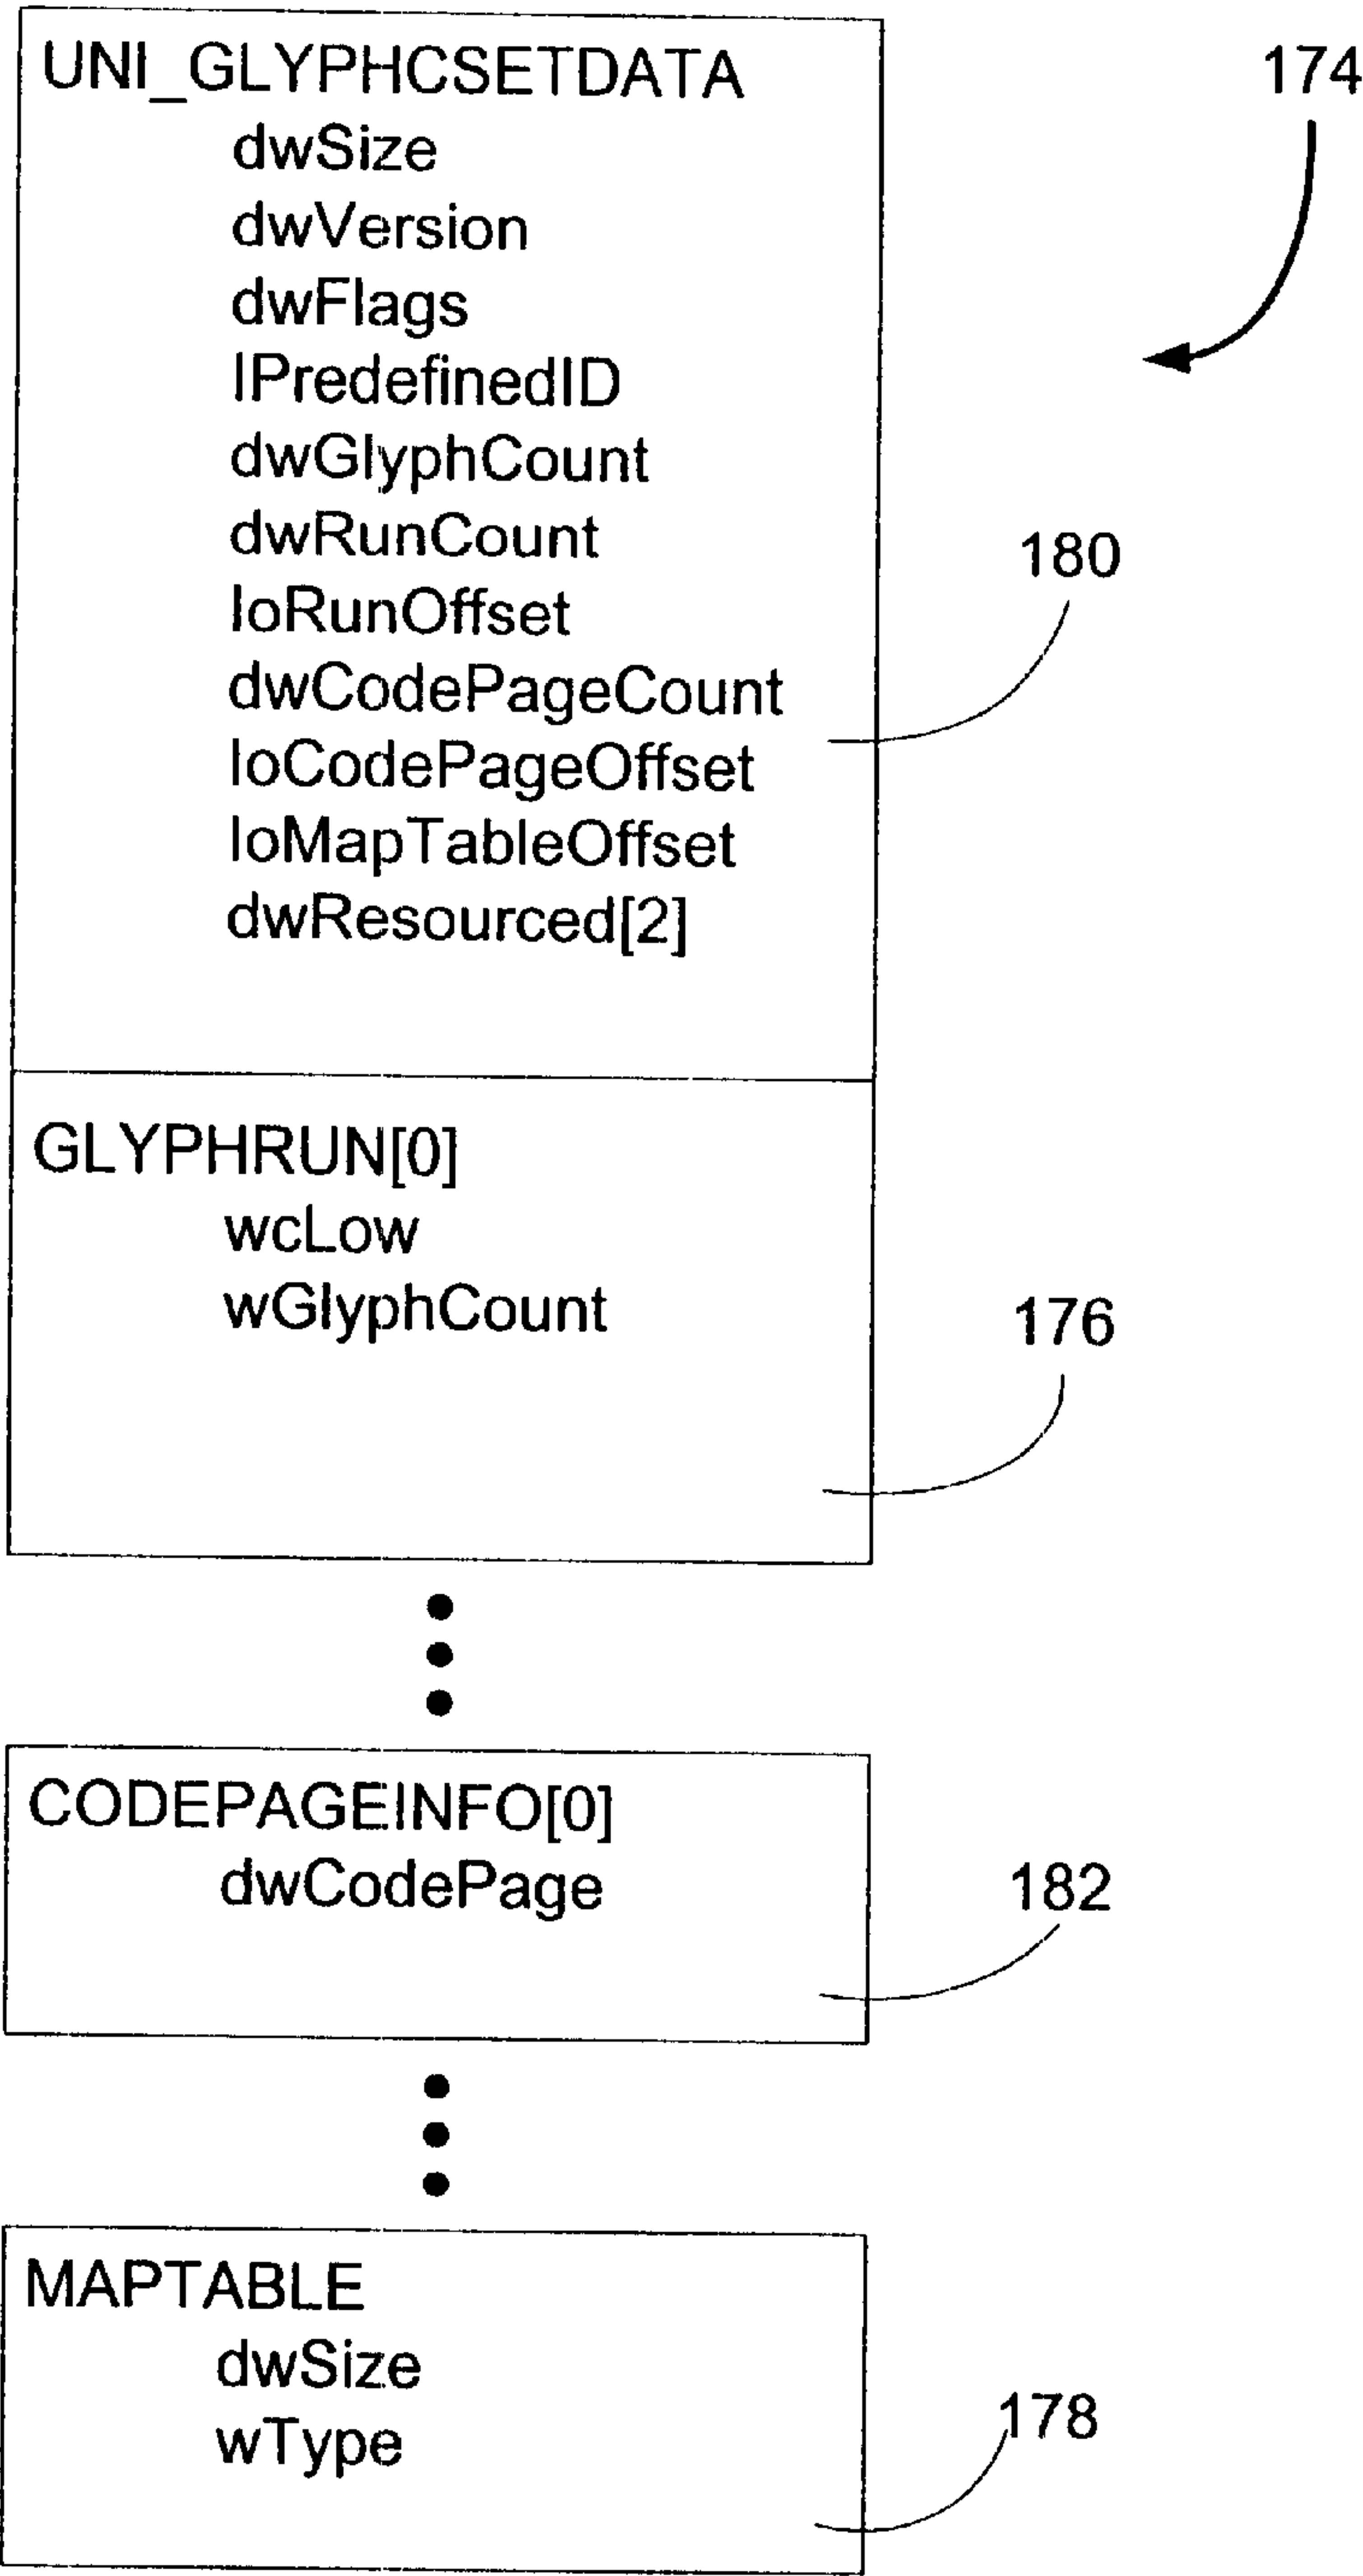 UNI_GLYPHCSETDATA
174
dwSize
dwVersion
dwFlags
lPredefinedID
dwGlyphCount
dwRunCount
180
loRunOffset
dwCodePageCount
loCodePageOffset
loMapTableOffset
dwResourced[2]
GLYPHRUN[0]
wcLow
wGlyphCount
176
CODEPAGEINFO[0]
dwCodePage
182
MAPTABLE
dwSize
wType
178